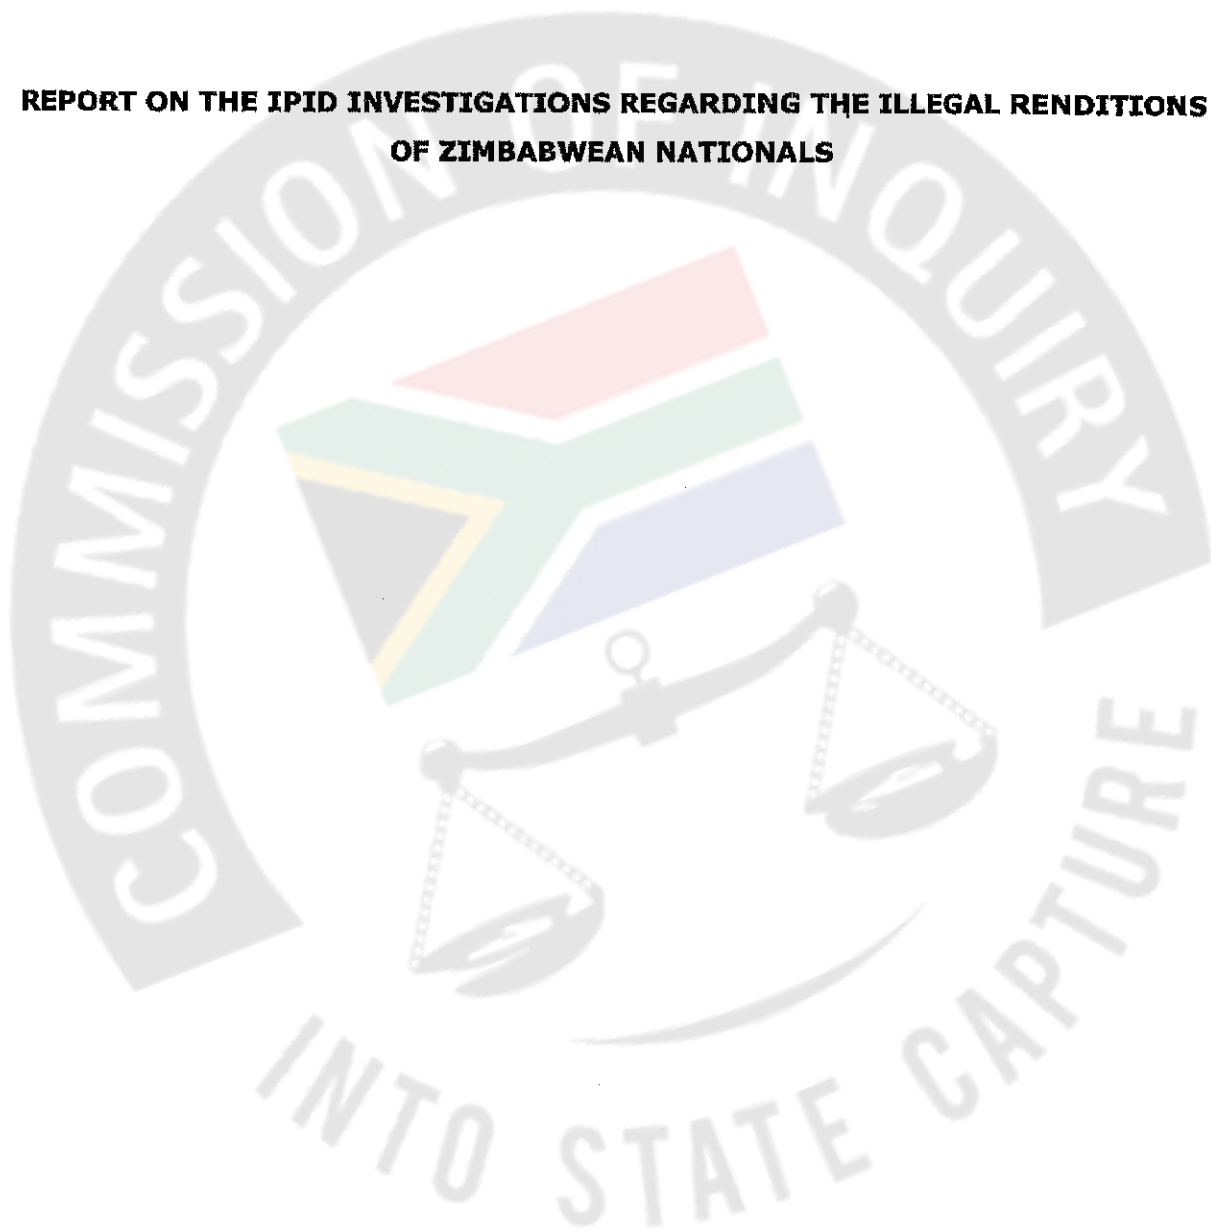 REPORT ON THE IPID INVESTIGATIONS REGARDING THE ILLEGAL RENDITIONS
OF ZIMBABWEAN NATIONALS
COMMISSION OF INQUIRY
INTO STATE CAPTURE